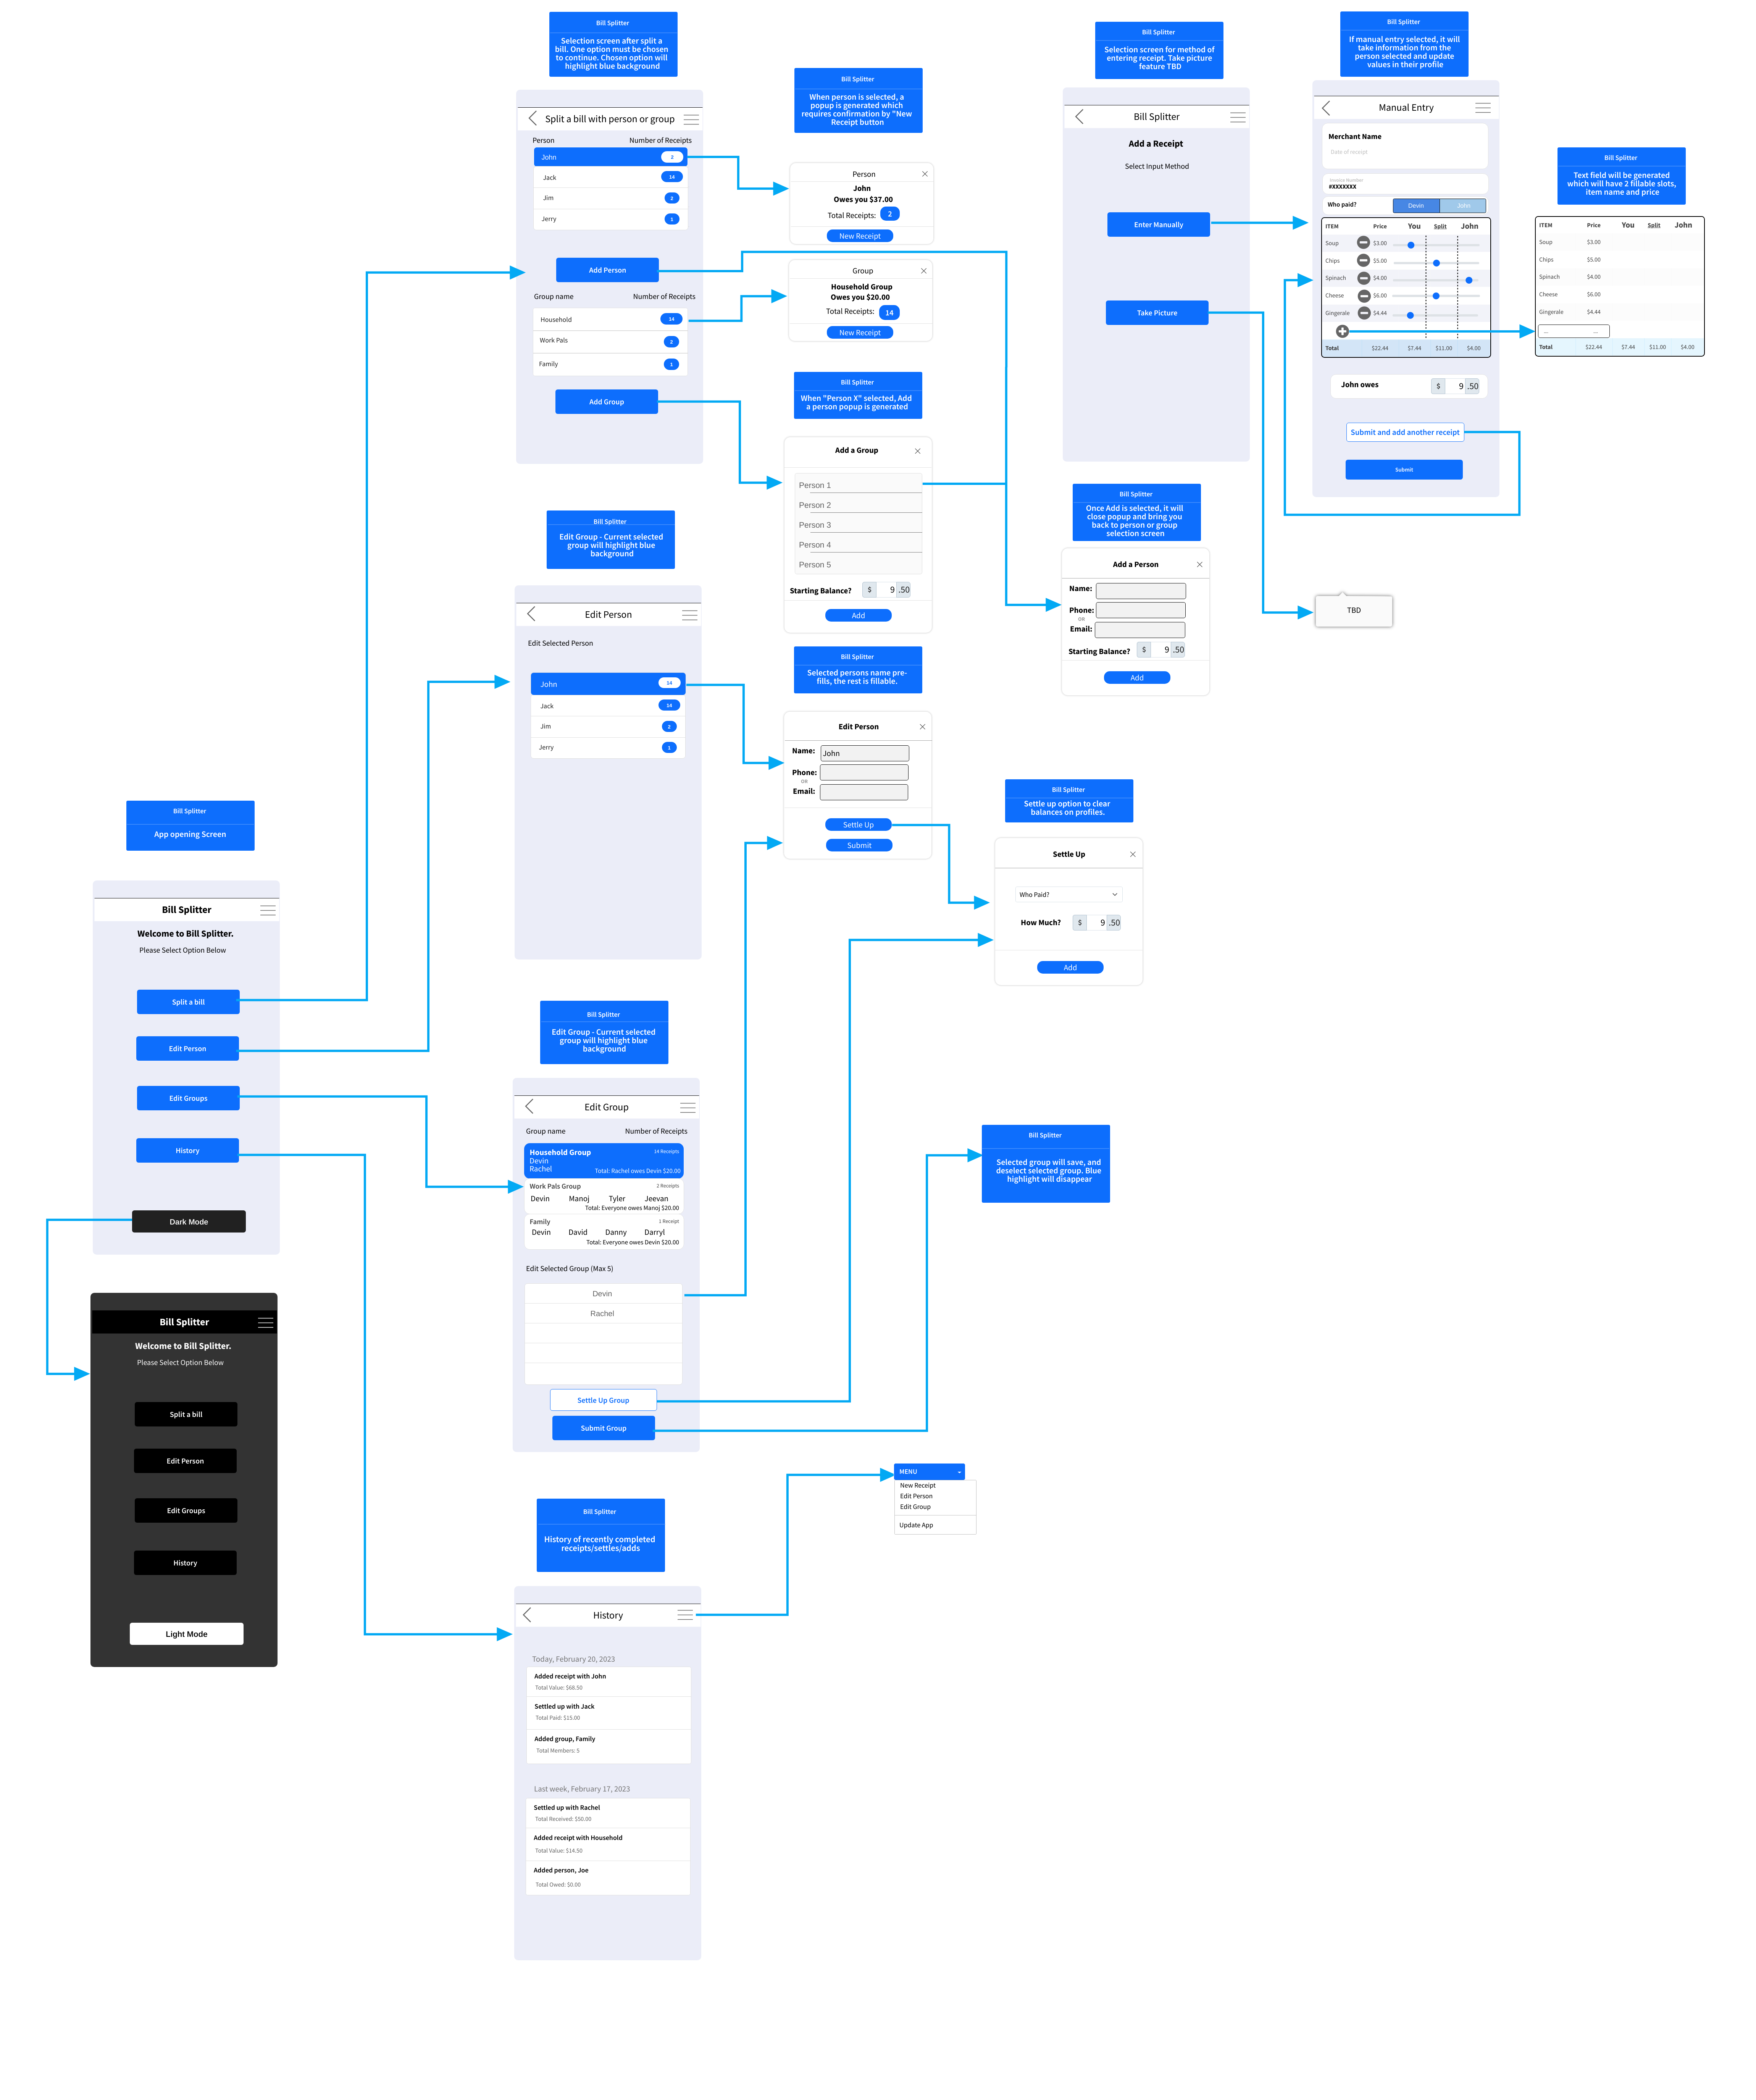 Bill Splitter
Selection screen after split a
bill. One option must be chosen
to continue. Chosen option will
highlight blue background
Split a bill with person or group
Person Number of Receipts
John 2
Jack 14
Jim 2
Jerry 1
Add Person
Group name Number of Receipts
Household 14
Work Pals 2
Family 1
Add Group
Bill Splitter
When person is selected, a
popup is generated which
requires confirmation by "New
Receipt button
Person
John
Owes you $37.00
Total Receipts: 2
New Receipt
Group
Household Group
Owes you $20.00
Total Receipts: 14
New Receipt
Bill Splitter
When "Person X" selected, Add
a person popup is generated
Add a Group
Person 1
Person 2
Person 3
Person 4
Person 5
Starting Balance? $ 9 .50
Add
Bill Splitter
Selection screen for method of
entering receipt. Take picture
feature TBD
Bill Splitter
Add a Receipt
Select Input Method
Enter Manually
Take Picture
Bill Splitter
If manual entry selected, it will
take information from the
person selected and update
values in their profile
Manual Entry
Merchant Name
Date of receipt
Invoice Number
#XXXXXXX
Who paid? Devin John
ITEM Price You Split John
Soup $3.00
Chips $5.00
Spinach $4.00
Cheese $6.00
Gingerale $4.44
Total $22.44 $7.44 $11.00 $4.00
John owes $ 9 .50
Submit and add another receipt
Submit
Bill Splitter
Text field will be generated
which will have 2 fillable slots,
item name and price
ITEM Price You Split John
Soup $3.00
Chips $5.00
Spinach $4.00
Cheese $6.00
Gingerale $4.44
... ...
Total $22.44 $7.44 $11.00 $4.00
Bill Splitter
Once Add is selected, it will
close popup and bring you
back to person or group
selection screen
Add a Person
Name:
Phone:
OR
Email:
Starting Balance? $ 9 .50
Add
TBD
Bill Splitter
Edit Group - Current selected
group will highlight blue
background
Edit Person
Edit Selected Person
John 14
Jack 14
Jim 2
Jerry 1
Bill Splitter
Selected persons name pre-
fills, the rest is fillable.
Edit Person
Name: John
Phone:
OR
Email:
Settle Up
Submit
Bill Splitter
Settle up option to clear
balances on profiles.
Settle Up
Who Paid?
How Much? $ 9 .50
Add
Bill Splitter
App opening Screen
Bill Splitter
Welcome to Bill Splitter.
Please Select Option Below
Split a bill
Edit Person
Edit Groups
History
Dark Mode
Bill Splitter
Welcome to Bill Splitter.
Please Select Option Below
Split a bill
Edit Person
Edit Groups
History
Light Mode
Bill Splitter
Edit Group - Current selected
group will highlight blue
background
Edit Group
Group name Number of Receipts
Household Group 14 Receipts
Devin
Rachel Total: Rachel owes Devin $20.00
Work Pals Group 2 Receipts
Devin Manoj Tyler Jeevan
Total: Everyone owes Manoj $20.00
Family 1 Receipt
Devin David Danny Darryl
Total: Everyone owes Devin $20.00
Edit Selected Group (Max 5)
Devin
Rachel
Settle Up Group
Submit Group
Bill Splitter
Selected group will save, and
deselect selected group. Blue
highlight will disappear
MENU
New Receipt
Edit Person
Edit Group
Update App
Bill Splitter
History of recently completed
receipts/settles/adds
History
Today, February 20, 2023
Added receipt with John
Total Value: $68.50
Settled up with Jack
Total Paid: $15.00
Added group, Family
Total Members: 5
Last week, February 17, 2023
Settled up with Rachel
Total Received: $50.00
Added receipt with Household
Total Value: $14.50
Added person, Joe
Total Owed: $0.00